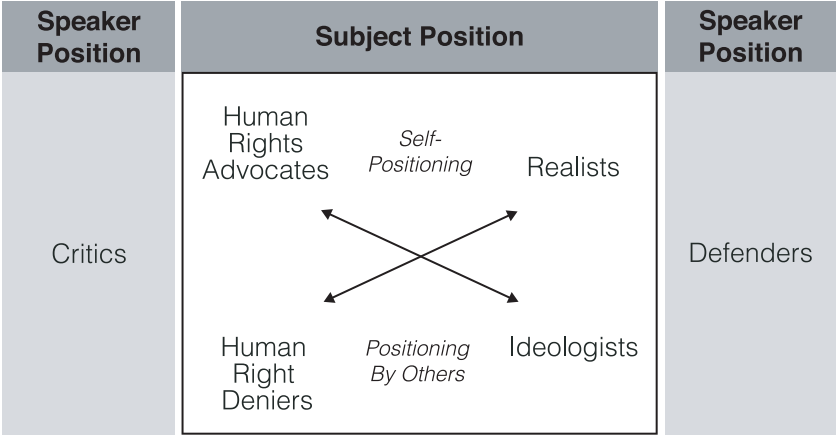 Speaker
Position
Subject Position
Speaker
Position
Human
Rights
Advocates
Self-
Positioning
Realists
Critics
Defenders
Human
Right
Deniers
Positioning
By Others
Ideologists